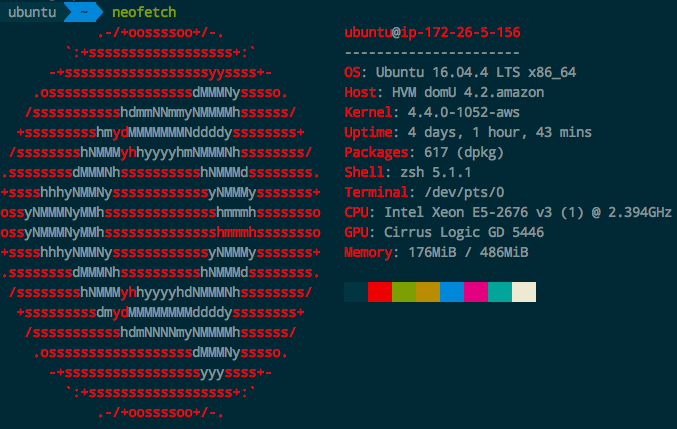 ubuntu ~ neofetch
.-/+oossssoo+/-.
`:+ssssssssssssssssss+:`
-+ssssssssssssssssssyyssss+-
.ossssssssssssssssssdMMMNysssso.
/ssssssssssshdmmNNmmyNMMMMhssssss/
+ssssssssshmydMMMMMMMNddddyssssssss+
/sssssssshNMMMyhhyyyyhmNMMMNhssssssss/
.ssssssssdMMMNhsssssssssshNMMMdssssssss.
+sssshhhyNMMNyssssssssssssyNMMMysssssss+
ossyNMMMNyMMhsssssssssssssshmmmhssssssso
ossyNMMMNyMMhsssssssssssssshmmmhssssssso
+sssshhhyNMMNyssssssssssssyNMMMysssssss+
.ssssssssdMMMNhsssssssssshNMMMdssssssss.
/sssssssshNMMMyhhyyyyhdNMMMNhssssssss/
+sssssssssdmydMMMMMMMMddddyssssssss+
/ssssssssssshdmNNNNmyNMMMMhssssss/
.ossssssssssssssssssdMMMNysssso.
-+sssssssssssssssssyyyssss+-
`:+ssssssssssssssssss+:`
.-/+oossssoo+/-.
ubuntu@ip-172-26-5-156
----------------------
OS: Ubuntu 16.04.4 LTS x86_64
Host: HVM domU 4.2.amazon
Kernel: 4.4.0-1052-aws
Uptime: 4 days, 1 hour, 43 mins
Packages: 617 (dpkg)
Shell: zsh 5.1.1
Terminal: /dev/pts/0
CPU: Intel Xeon E5-2676 v3 (1) @ 2.394GHz
GPU: Cirrus Logic GD 5446
Memory: 176MiB / 486MiB